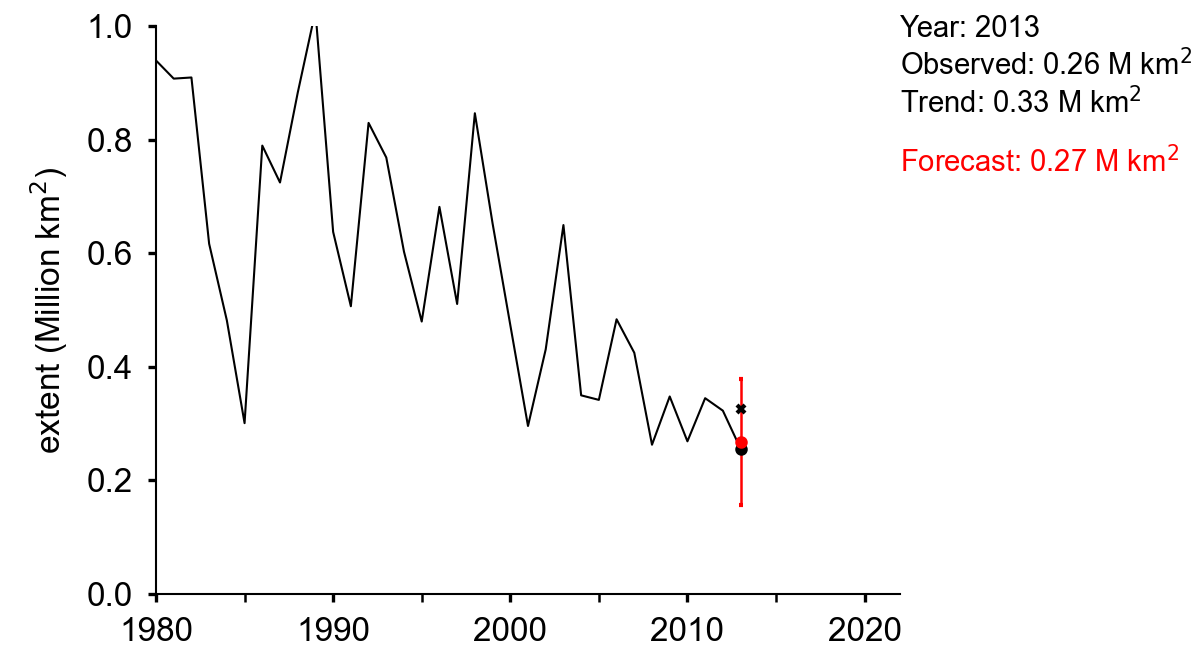 Year: 2013
Observed: 0.26 M km²
Trend: 0.33 M km²
Forecast: 0.27 M km²
extent (Million km²)
1.0
0.8
0.6
0.4
0.2
0.0
1980 1990 2000 2010 2020